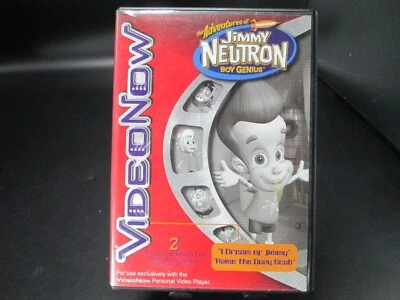 VIDEONOW
The Adventures of
JIMMY
NEUTRON
BOY GENIUS
2
"I Dream of Jimmy"
"Raise the Oozy Scab"
For use exclusively with the
VIDEONOW Personal Video Player.